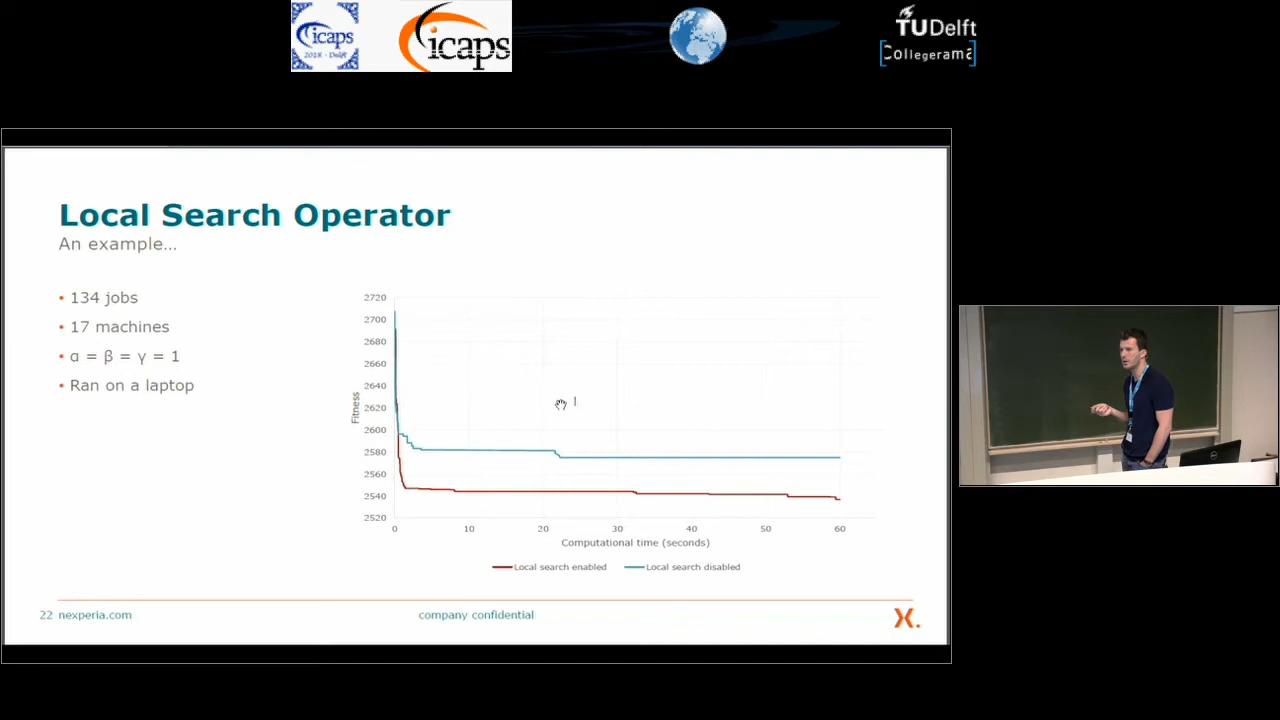 icaps
2018 - Delft
icaps
TUDelft
Collegerama
Local Search Operator
An example...
• 134 jobs
• 17 machines
• α = β = γ = 1
• Ran on a laptop
2720
2700
2680
2660
2640
2620
2600
2580
2560
2540
2520
Fitness
0 10 20 30 40 50 60
Computational time (seconds)
Local search enabled Local search disabled
22 nexperia.com company confidential
X.